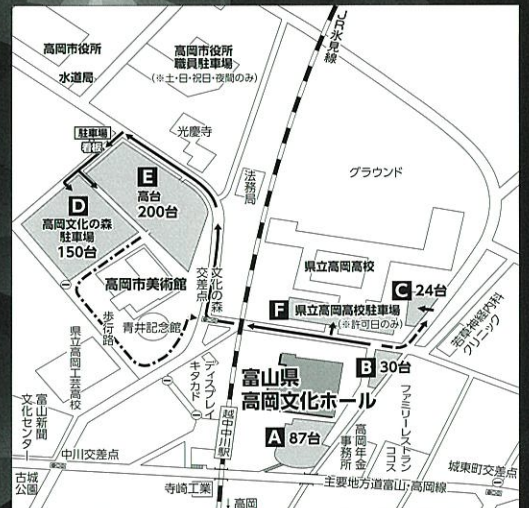 高岡市役所
水道局
高岡市役所
職員駐車場
(※土・日・祝日・夜間のみ)
JR氷見線
駐車場
看板
光慶寺
法務局
グラウンド
E
高台
200台
D
高岡文化の森
駐車場
150台
高岡市美術館
文化の森
交差点
県立高岡高校
C 24台
F 県立高岡高校駐車場
(※許可日のみ)
若草神経内科
クリニック
歩行路
青井記念館
県立高岡工芸高校
ディスプレイ
キタカド
B 30台
富山県
高岡文化ホール
A 87台
越中中川駅
高岡年金
事務所
ファミリーレストラン
ココス
富山新聞
文化センター
中川交差点
城東町交差点
古城
公園
寺崎工業
↓高岡
主要地方道富山・高岡線